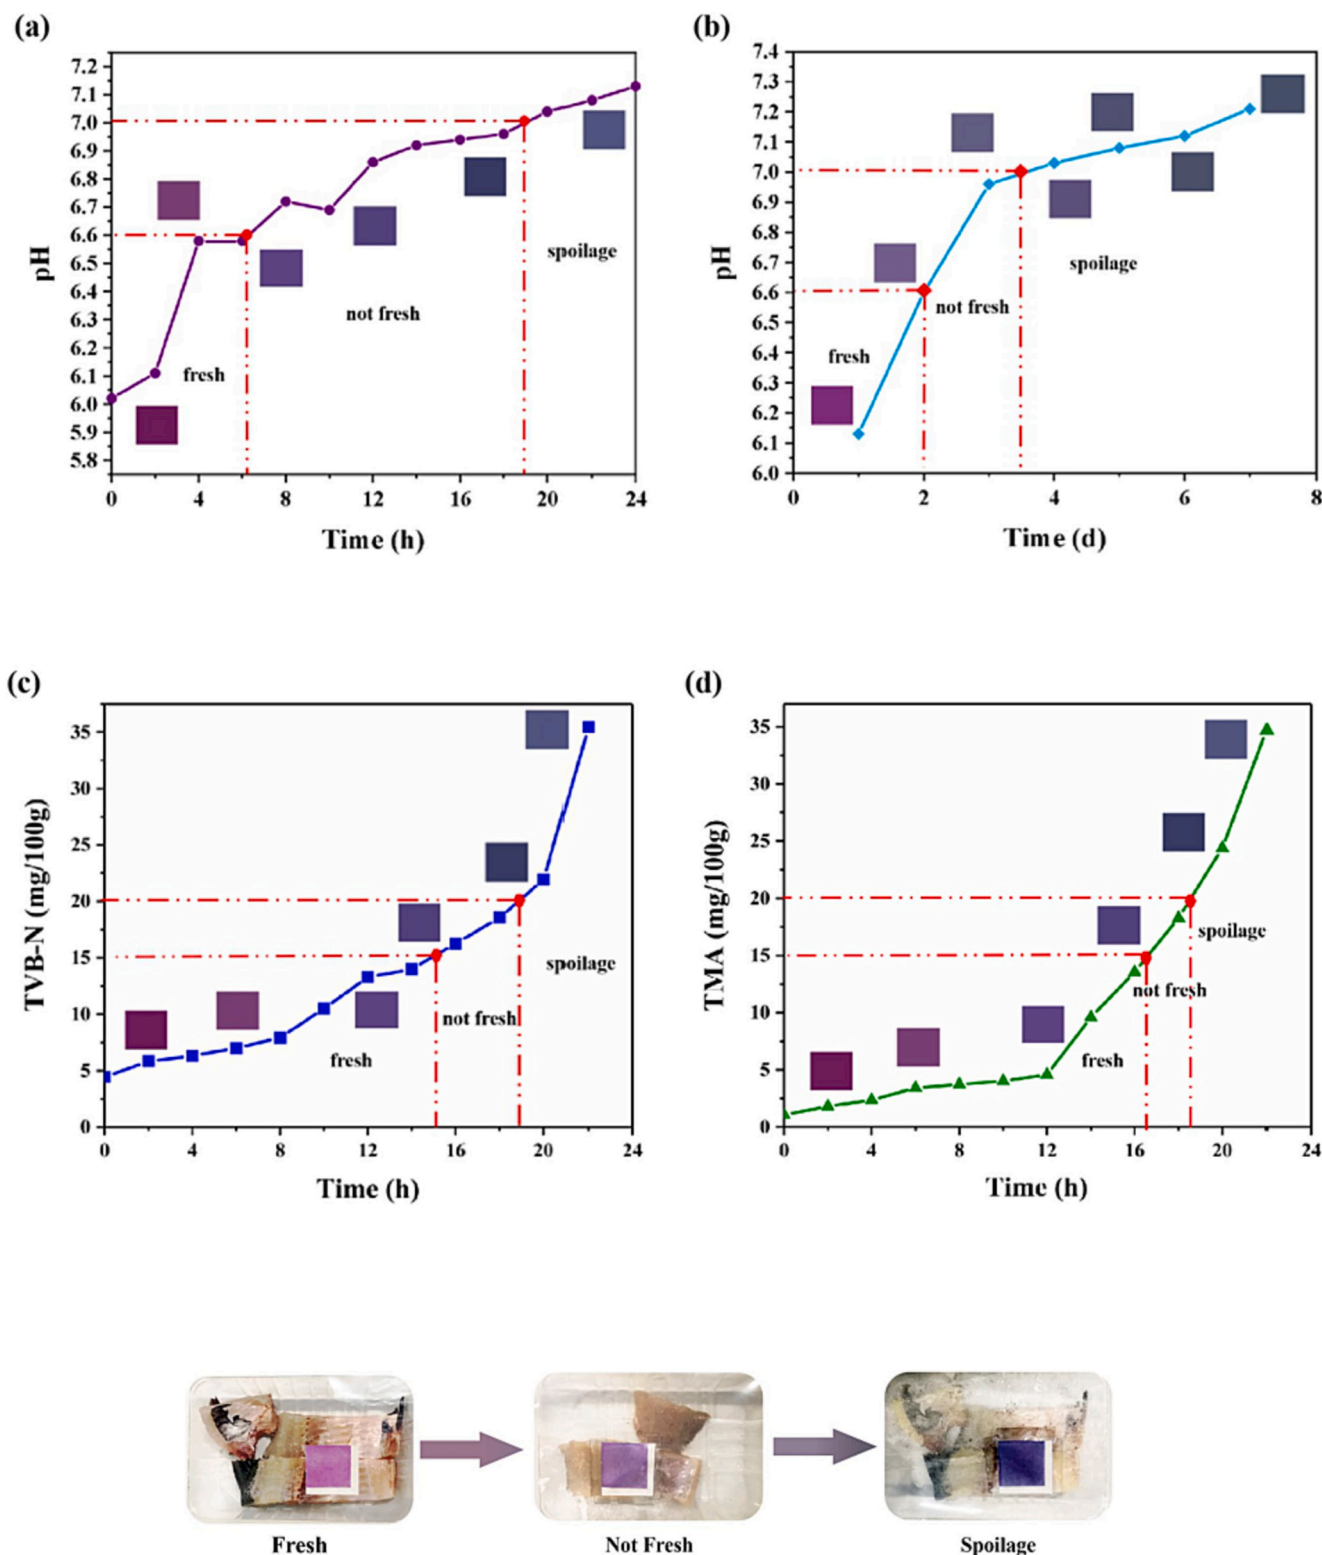 (a)
7.2
7.1
7.0
6.9
6.8
6.7
6.6
6.5
6.4
6.3
6.2
6.1
6.0
5.9
5.8
pH
fresh
not fresh
spoilage
0 4 8 12 16 20 24
Time (h)
(b)
7.4
7.3
7.2
7.1
7.0
6.9
6.8
6.7
6.6
6.5
6.4
6.3
6.2
6.1
6.0
pH
fresh
not fresh
spoilage
0 2 4 6 8
Time (d)
(c)
35
30
25
20
15
10
5
0
TVB-N (mg/100g)
fresh
not fresh
spoilage
0 4 8 12 16 20 24
Time (h)
(d)
35
30
25
20
15
10
5
0
TMA (mg/100g)
fresh
not fresh
spoilage
0 4 8 12 16 20 24
Time (h)
Fresh
Not Fresh
Spoilage